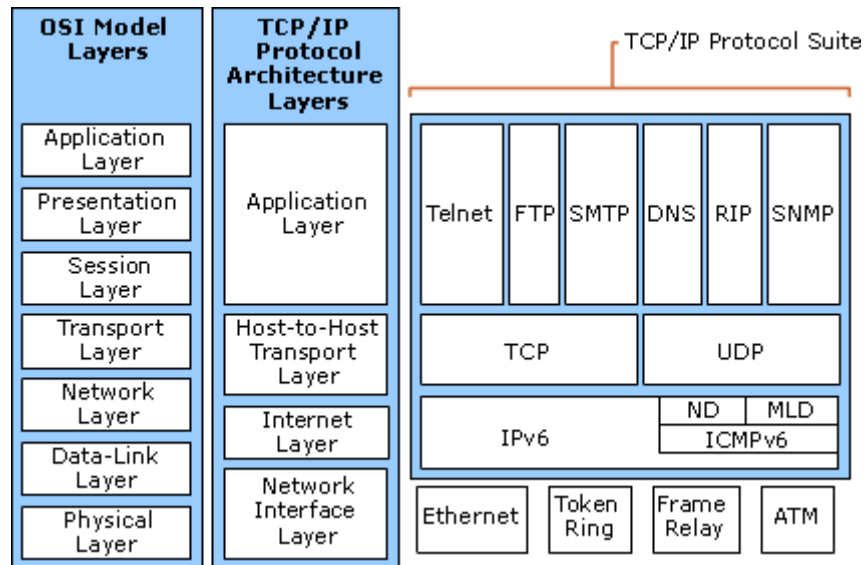 OSI Model
Layers
Application
Layer
Presentation
Layer
Session
Layer
Transport
Layer
Network
Layer
Data-Link
Layer
Physical
Layer
TCP/IP
Protocol
Architecture
Layers
Application
Layer
Host-to-Host
Transport
Layer
Internet
Layer
Network
Interface
Layer
TCP/IP Protocol Suite
Telnet
FTP
SMTP
DNS
RIP
SNMP
TCP
UDP
IPv6
ND
MLD
ICMPv6
Ethernet
Token
Ring
Frame
Relay
ATM